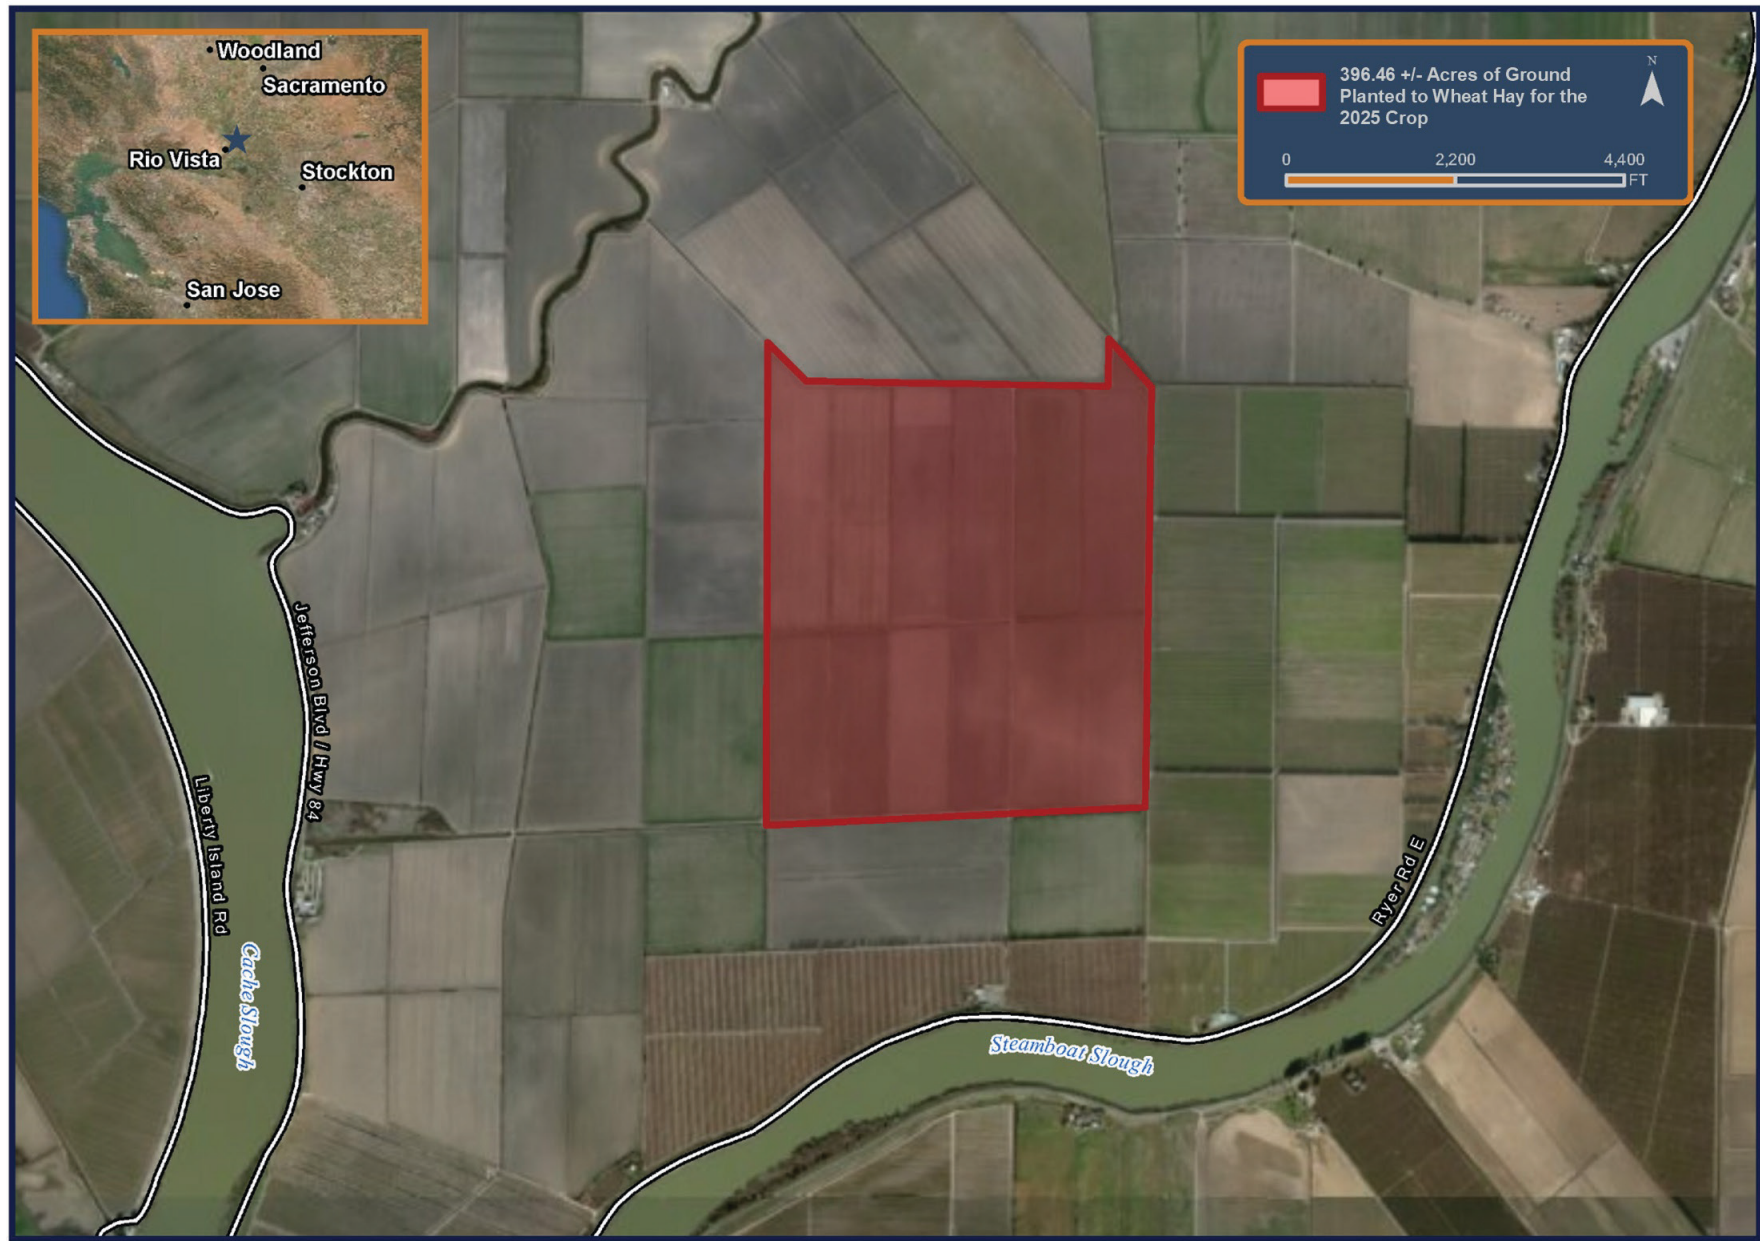 Woodland
Sacramento
Rio Vista
Stockton
San Jose
396.46 +/- Acres of Ground
Planted to Wheat Hay for the
2025 Crop
N
0 2,200 4,400
FT
Jefferson Blvd / Hwy 84
Liberty Island Rd
Cache Slough
Ryer Rd E
Steamboat Slough